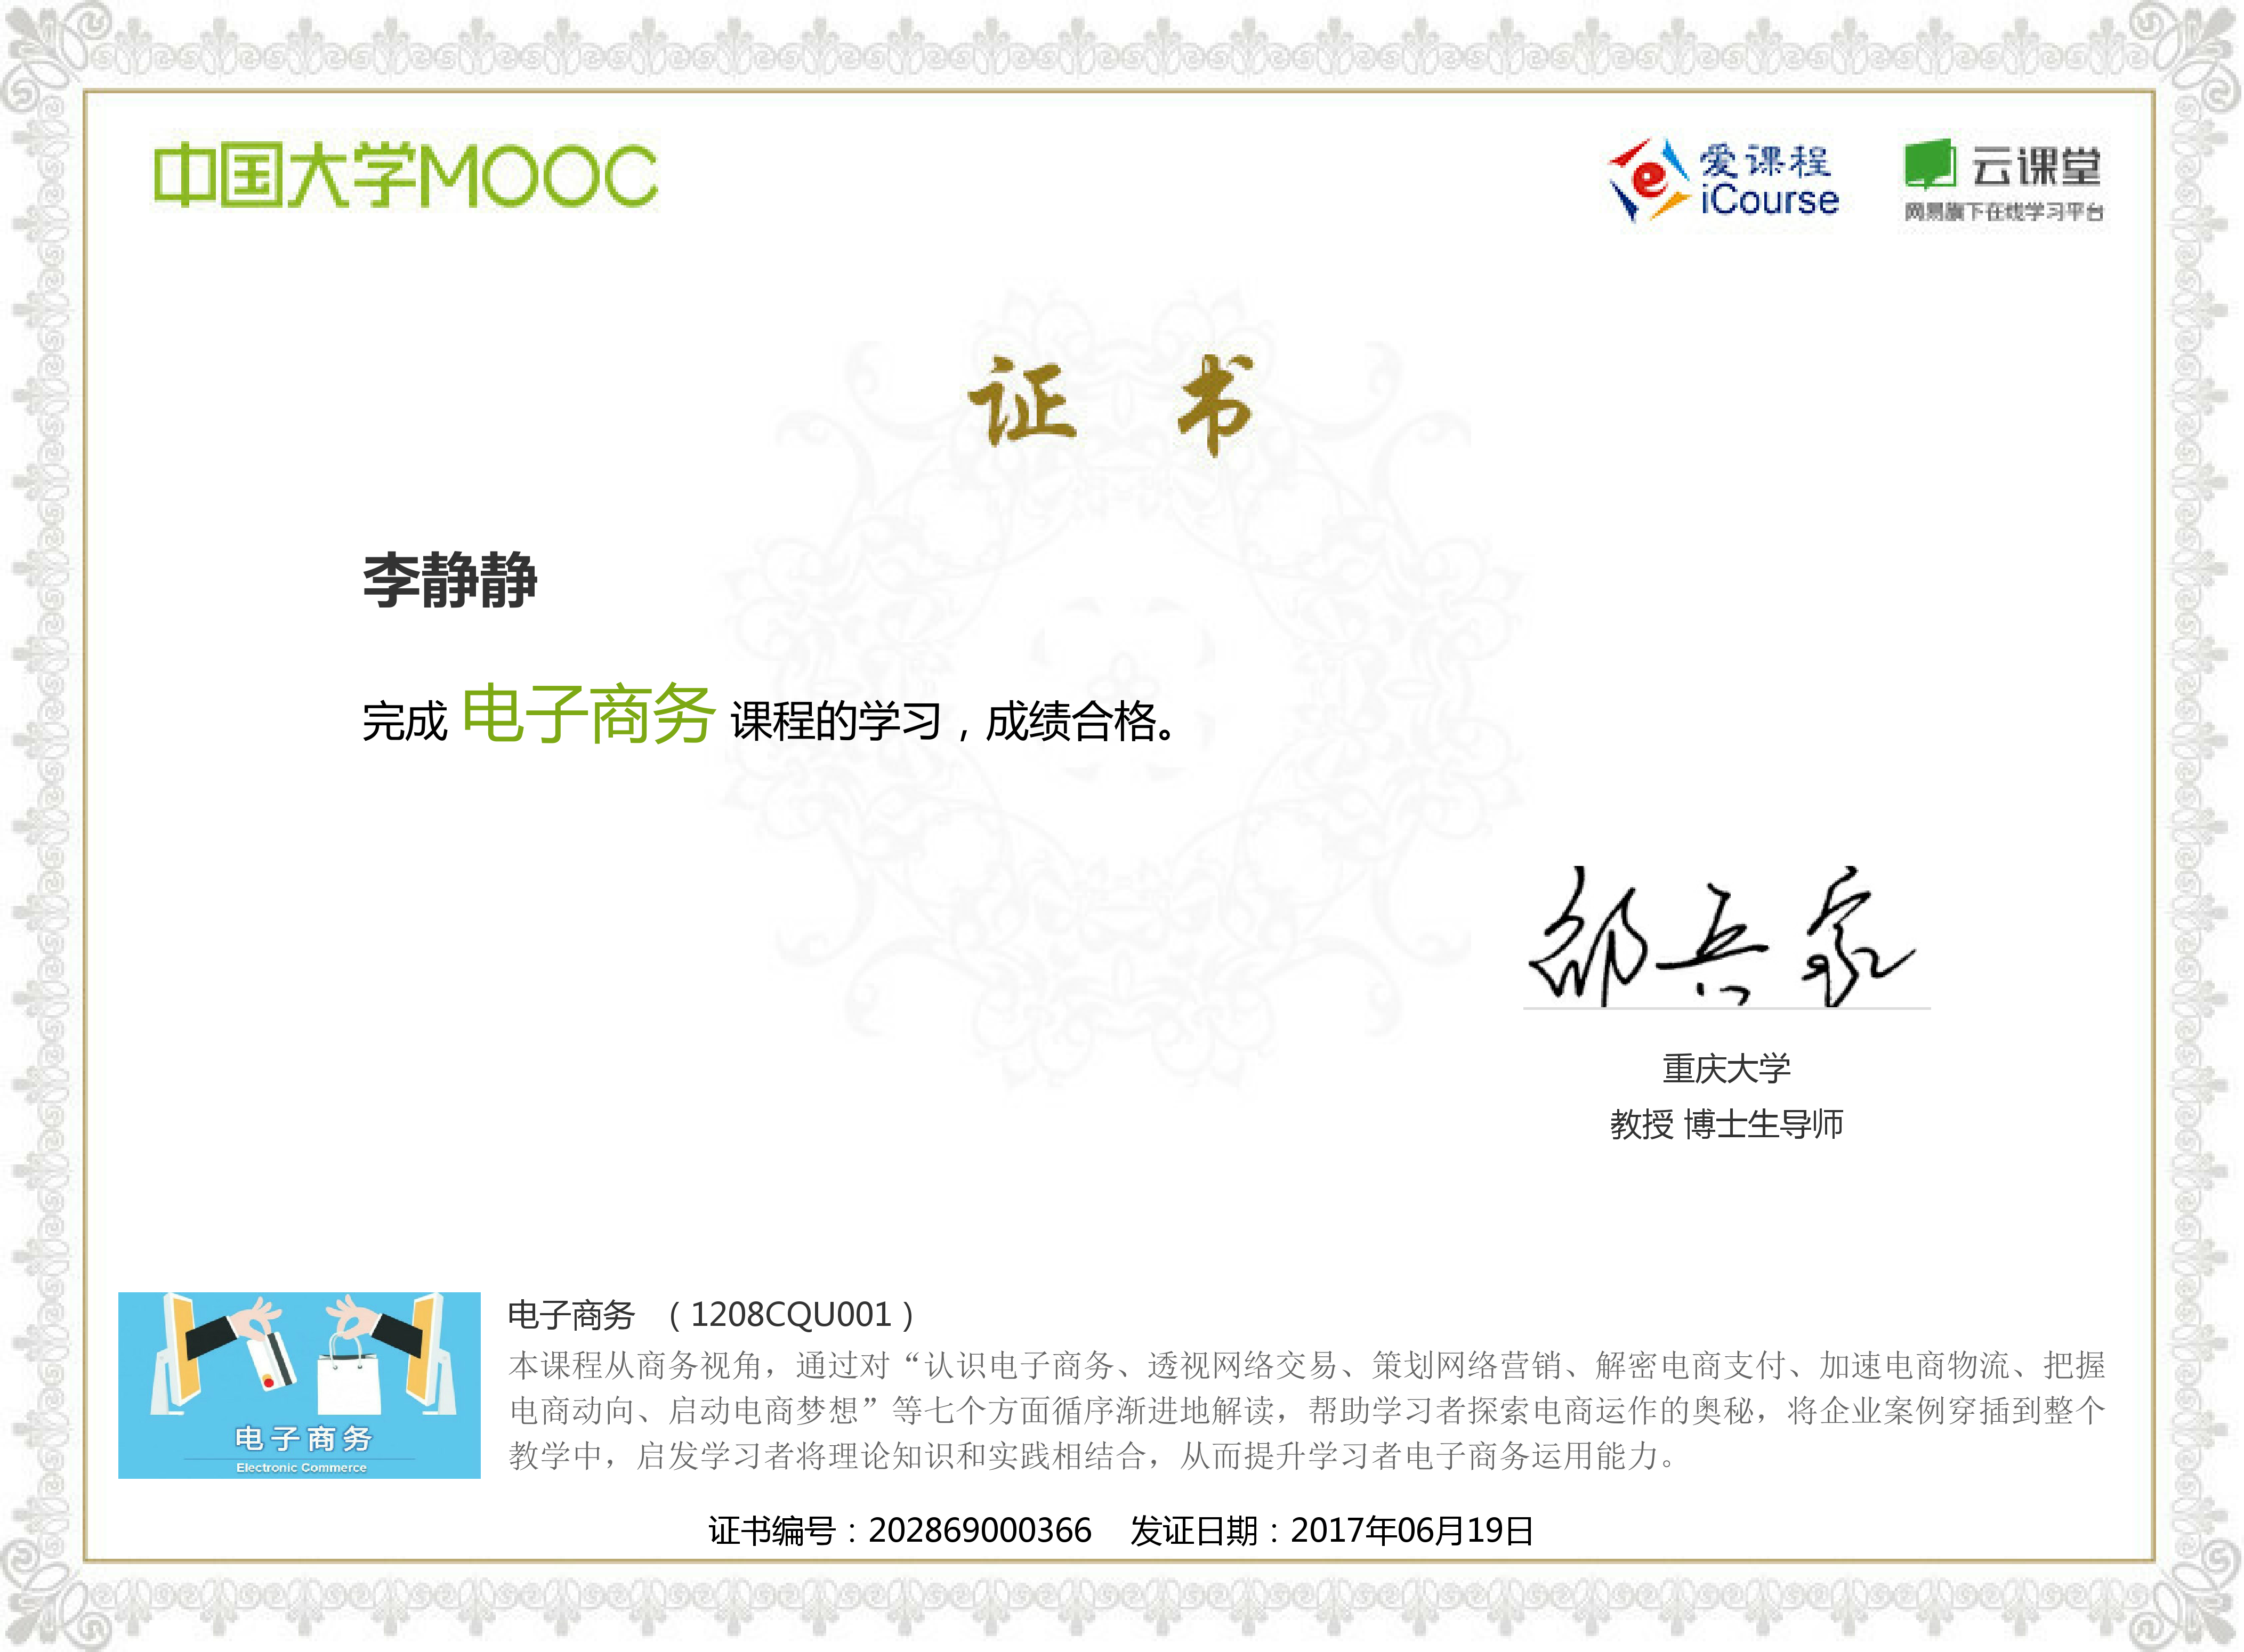 中国大学MOOC
爱课程
iCourse
云课堂
网易旗下在线学习平台
证 书
李静静
完成 电子商务 课程的学习，成绩合格。
邵兵家
重庆大学
教授 博士生导师
电子商务 （1208CQU001）
本课程从商务视角，通过对“认识电子商务、透视网络交易、策划网络营销、解密电商支付、加速电商物流、把握
电商动向、启动电商梦想”等七个方面循序渐进地解读，帮助学习者探索电商运作的奥秘，将企业案例穿插到整个
教学中，启发学习者将理论知识和实践相结合，从而提升学习者电子商务运用能力。
电子商务
Electronic Commerce
证书编号：202869000366 发证日期：2017年06月19日